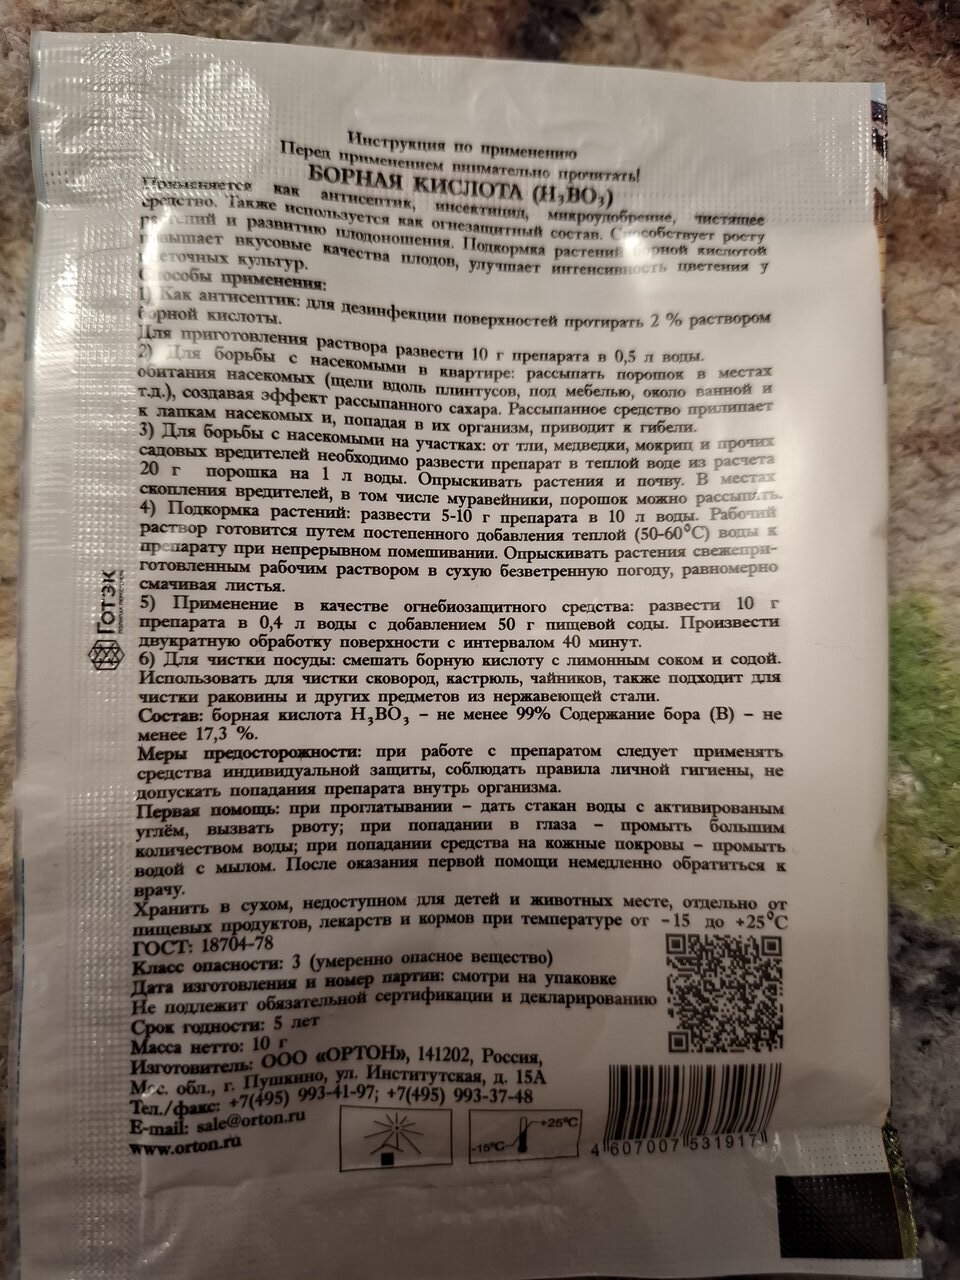 Инструкция по применению
Перед применением внимательно прочитать!
БОРНАЯ КИСЛОТА (H₃BO₃)
Применяется как антисептик, инсектицид, микроудобрение, чистящее
средство. Также используется как огнезащитный состав. Способствует росту
растений и развитию плодоношения. Подкормка растений борной кислотой
повышает вкусовые качества плодов, улучшает интенсивность цветения у
цветочных культур.
Способы применения:
1) Как антисептик: для дезинфекции поверхностей протирать 2 % раствором
борной кислоты.
Для приготовления раствора развести 10 г препарата в 0,5 л воды.
2) Для борьбы с насекомыми в квартире: рассыпать порошок в местах
обитания насекомых (щели вдоль плинтусов, под мебелью, около ванной и
т.д.), создавая эффект рассыпанного сахара. Рассыпанное средство прилипает
к лапкам насекомых и, попадая в их организм, приводит к гибели.
3) Для борьбы с насекомыми на участках: от тли, медведки, мокриц и прочих
садовых вредителей необходимо развести препарат в теплой воде из расчета
20 г порошка на 1 л воды. Опрыскивать растения и почву. В местах
скопления вредителей, в том числе муравейники, порошок можно рассыпать.
4) Подкормка растений: развести 5-10 г препарата в 10 л воды. Рабочий
раствор готовится путем постепенного добавления теплой (50-60⁰С) воды к
препарату при непрерывном помешивании. Опрыскивать растения свежепри-
готовленным рабочим раствором в сухую безветренную погоду, равномерно
смачивая листья.
5) Применение в качестве огнебиозащитного средства: развести 10 г
препарата в 0,4 л воды с добавлением 50 г пищевой соды. Произвести
двукратную обработку поверхности с интервалом 40 минут.
6) Для чистки посуды: смешать борную кислоту с лимонным соком и содой.
Использовать для чистки сковород, кастрюль, чайников, также подходит для
чистки раковины и других предметов из нержавеющей стали.
Состав: борная кислота H₃BO₃ – не менее 99% Содержание бора (В) – не
менее 17,3 %.
Меры предосторожности: при работе с препаратом следует применять
средства индивидуальной защиты, соблюдать правила личной гигиены, не
допускать попадания препарата внутрь организма.
Первая помощь: при проглатывании – дать стакан воды с активированым
углём, вызвать рвоту; при попадании в глаза – промыть большим
количеством воды; при попадании средства на кожные покровы – промыть
водой с мылом. После оказания первой помощи немедленно обратиться к
врачу.
Хранить в сухом, недоступном для детей и животных месте, отдельно от
пищевых продуктов, лекарств и кормов при температуре от -15 до +25⁰С
ГОСТ: 18704-78
Класс опасности: 3 (умеренно опасное вещество)
Дата изготовления и номер партии: смотри на упаковке
Не подлежит обязательной сертификации и декларированию
Срок годности: 5 лет
Масса нетто: 10 г
Изготовитель: ООО «ОРТОН», 141202, Россия,
Мос. обл., г. Пушкино, ул. Институтская, д. 15А
Тел./факс: +7(495) 993-41-97; +7(495) 993-37-48
E-mail: sale@orton.ru
www.orton.ru
-15⁰С
+25⁰С
4 607007 531917
ГОТЭК